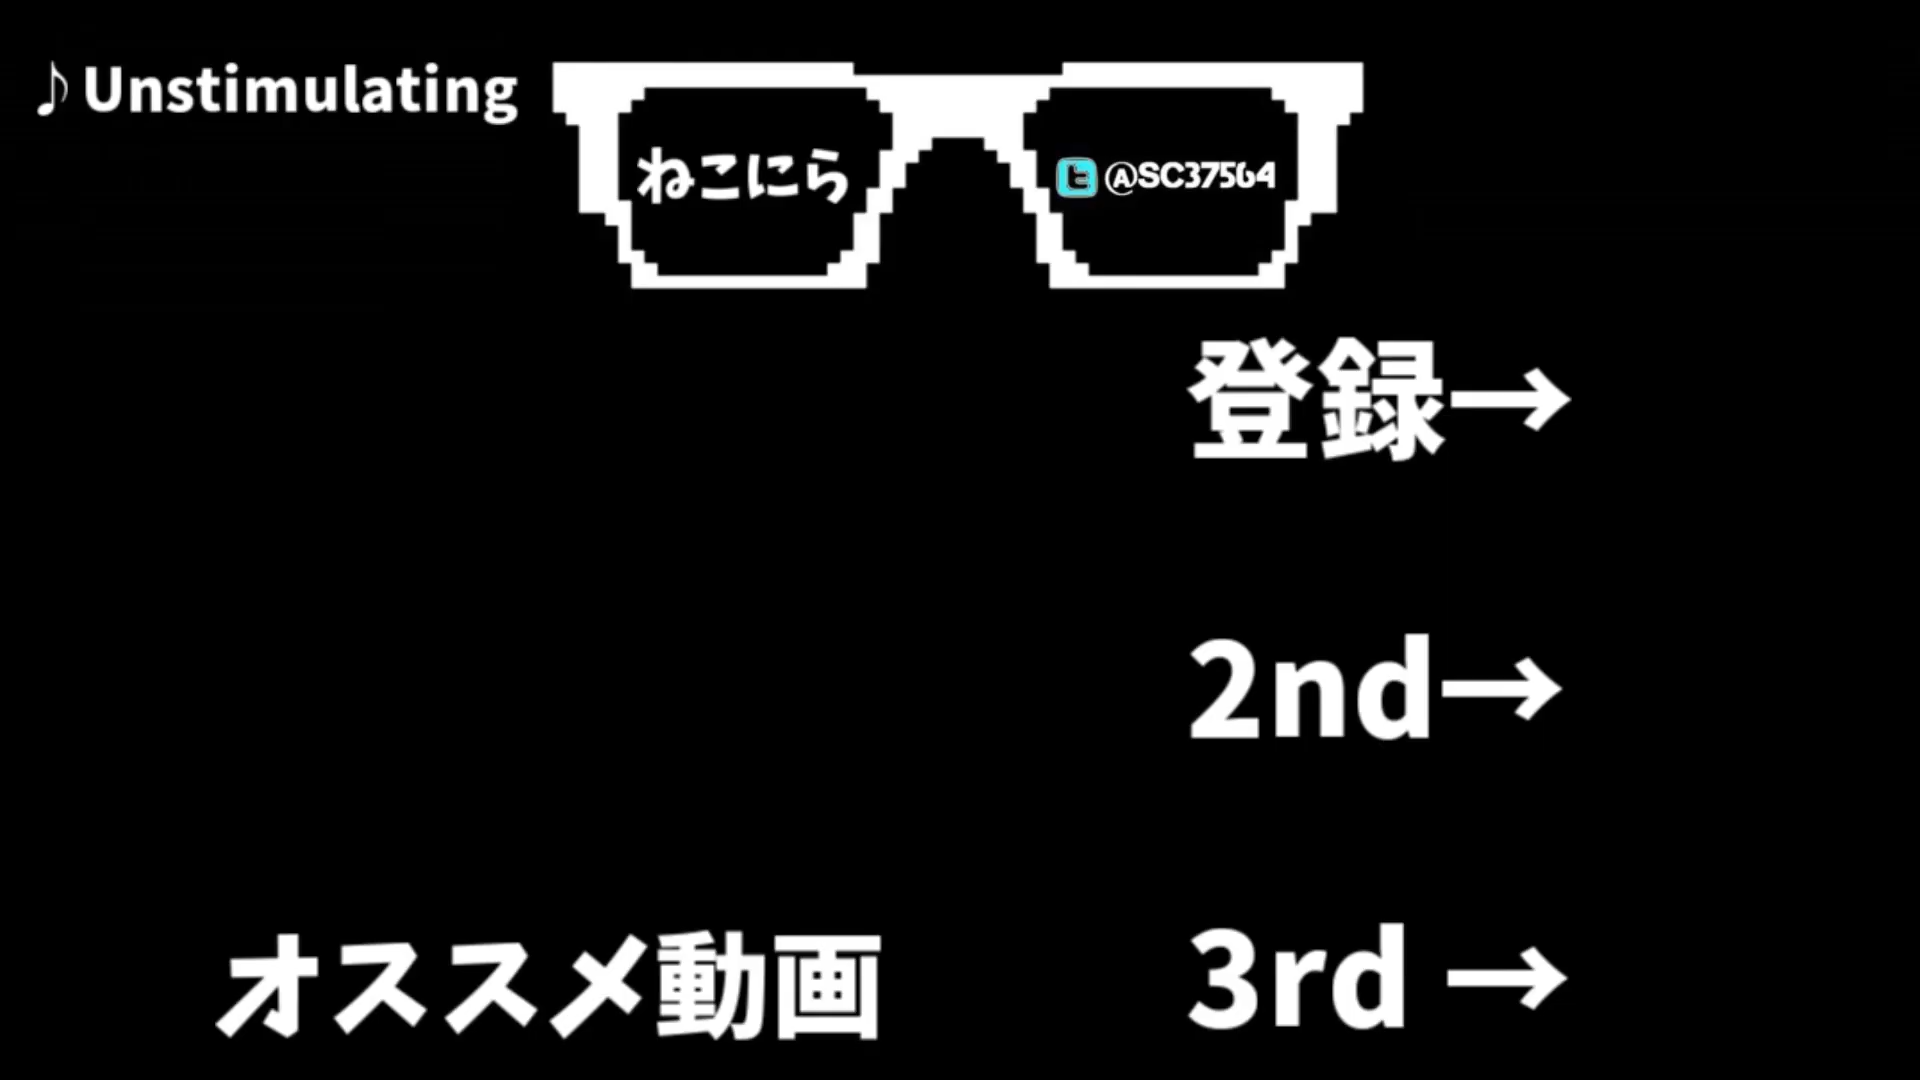 ♪Unstimulating
ねこにら
@SC37564
登録→
2nd→
オススメ動画
3rd →